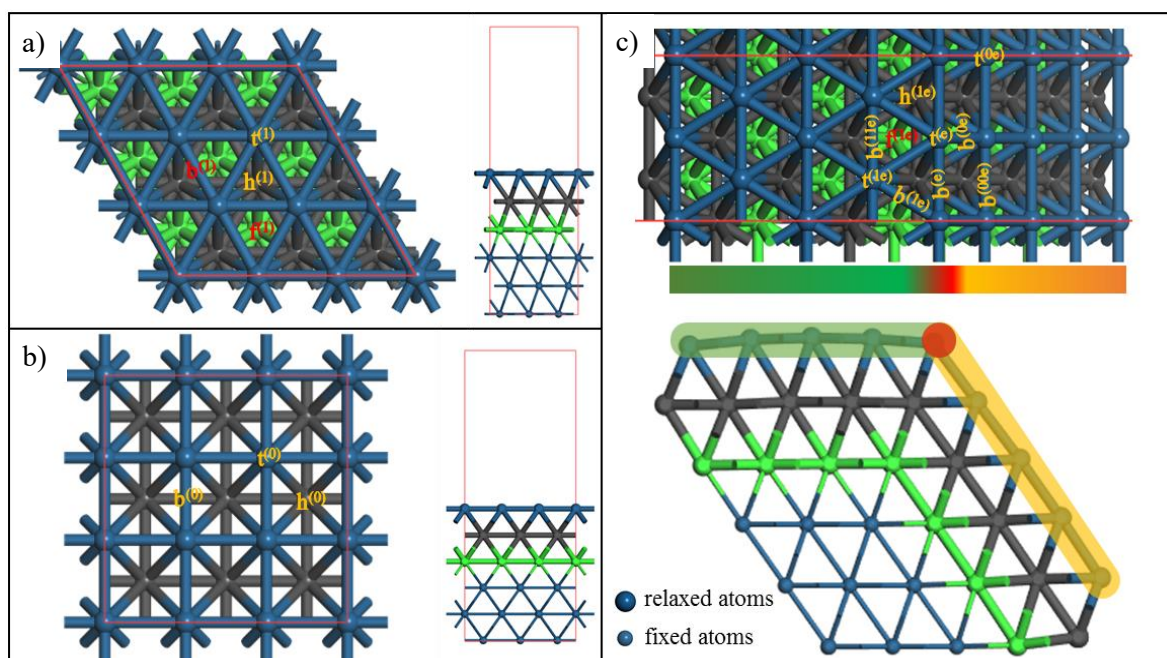 a)
t(1)
b(1)
h(1)
f(1)
b)
t(0)
b(0)
h(0)
c)
t(0e)
h(1e)
b(11e)
f(1e)
t(e)
b(0e)
t(1e)
b(1e)
b(e)
b(00e)
relaxed atoms
fixed atoms